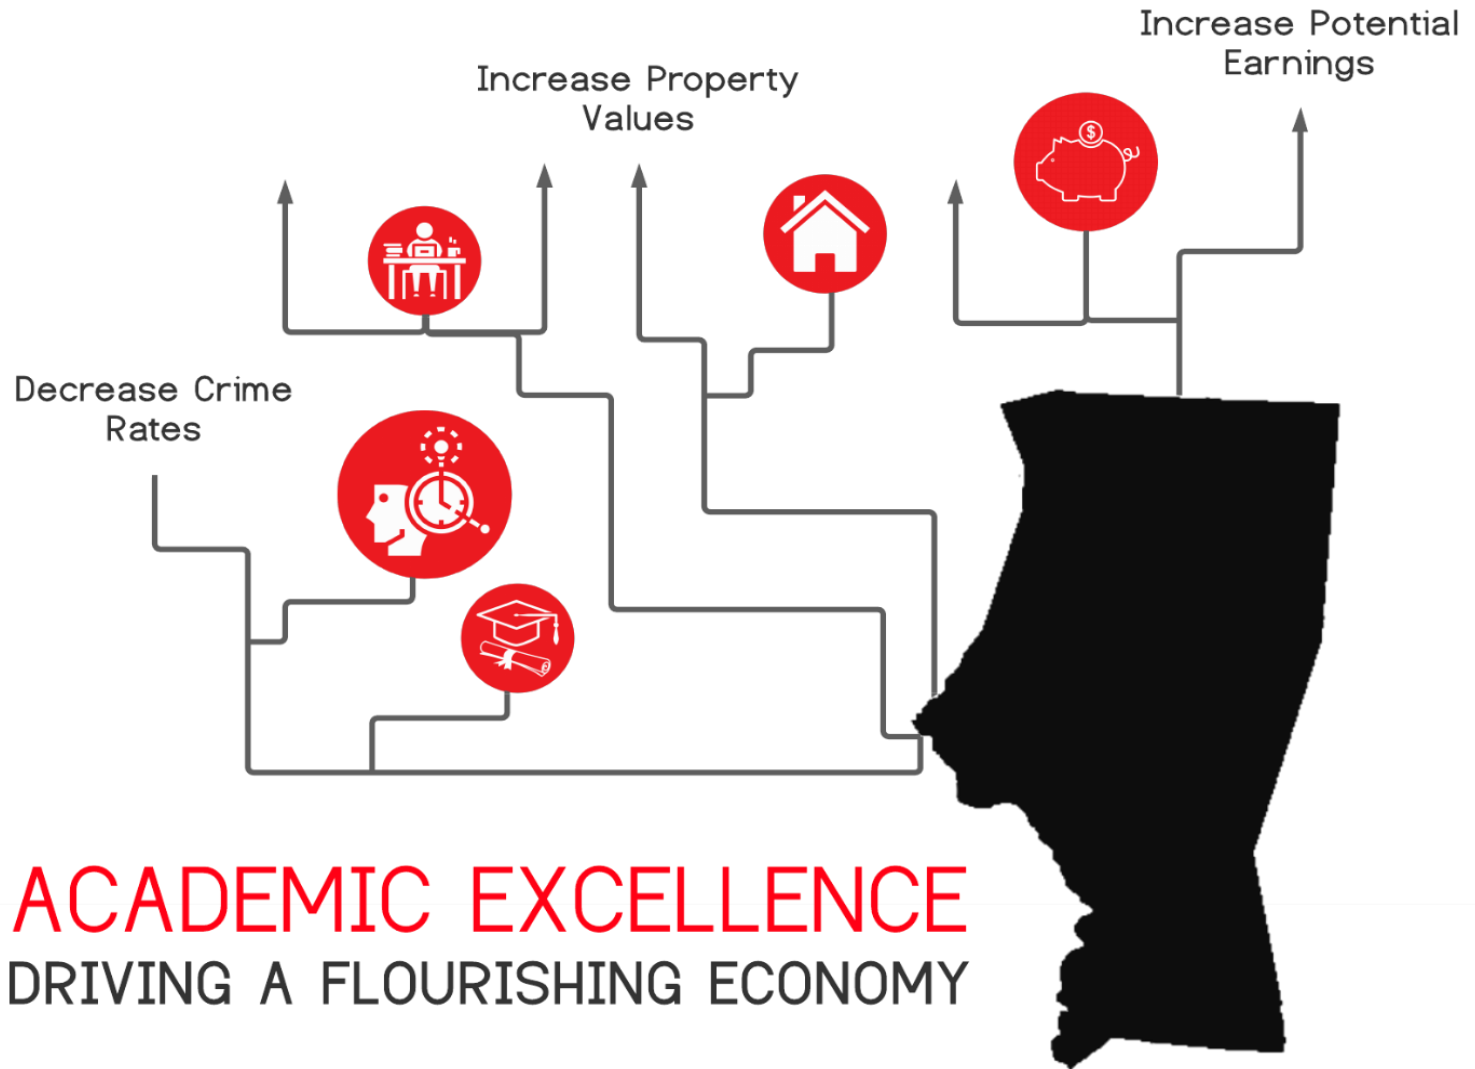 Increase Potential
Earnings
Increase Property
Values
$
Decrease Crime
Rates
ACADEMIC EXCELLENCE
DRIVING A FLOURISHING ECONOMY